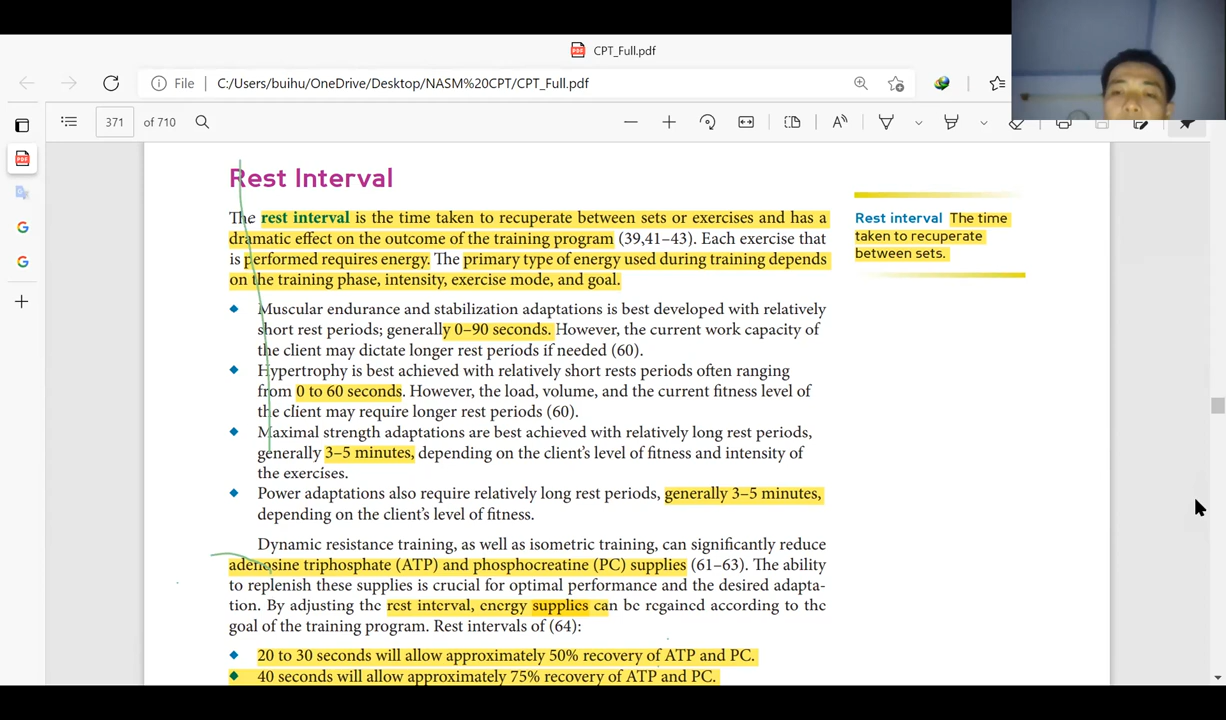 CPT_Full.pdf
File
C:/Users/buihu/OneDrive/Desktop/NASM%20CPT/CPT_Full.pdf
371 of 710
Rest Interval
The rest interval is the time taken to recuperate between sets or exercises and has a
dramatic effect on the outcome of the training program (39,41–43). Each exercise that
is performed requires energy. The primary type of energy used during training depends
on the training phase, intensity, exercise mode, and goal.
Muscular endurance and stabilization adaptations is best developed with relatively
short rest periods; generally 0–90 seconds. However, the current work capacity of
the client may dictate longer rest periods if needed (60).
Hypertrophy is best achieved with relatively short rests periods often ranging
from 0 to 60 seconds. However, the load, volume, and the current fitness level of
the client may require longer rest periods (60).
Maximal strength adaptations are best achieved with relatively long rest periods,
generally 3–5 minutes, depending on the client's level of fitness and intensity of
the exercises.
Power adaptations also require relatively long rest periods, generally 3–5 minutes,
depending on the client's level of fitness.
Dynamic resistance training, as well as isometric training, can significantly reduce
adenosine triphosphate (ATP) and phosphocreatine (PC) supplies (61–63). The ability
to replenish these supplies is crucial for optimal performance and the desired adapta-
tion. By adjusting the rest interval, energy supplies can be regained according to the
goal of the training program. Rest intervals of (64):
20 to 30 seconds will allow approximately 50% recovery of ATP and PC.
40 seconds will allow approximately 75% recovery of ATP and PC.
Rest interval The time
taken to recuperate
between sets.